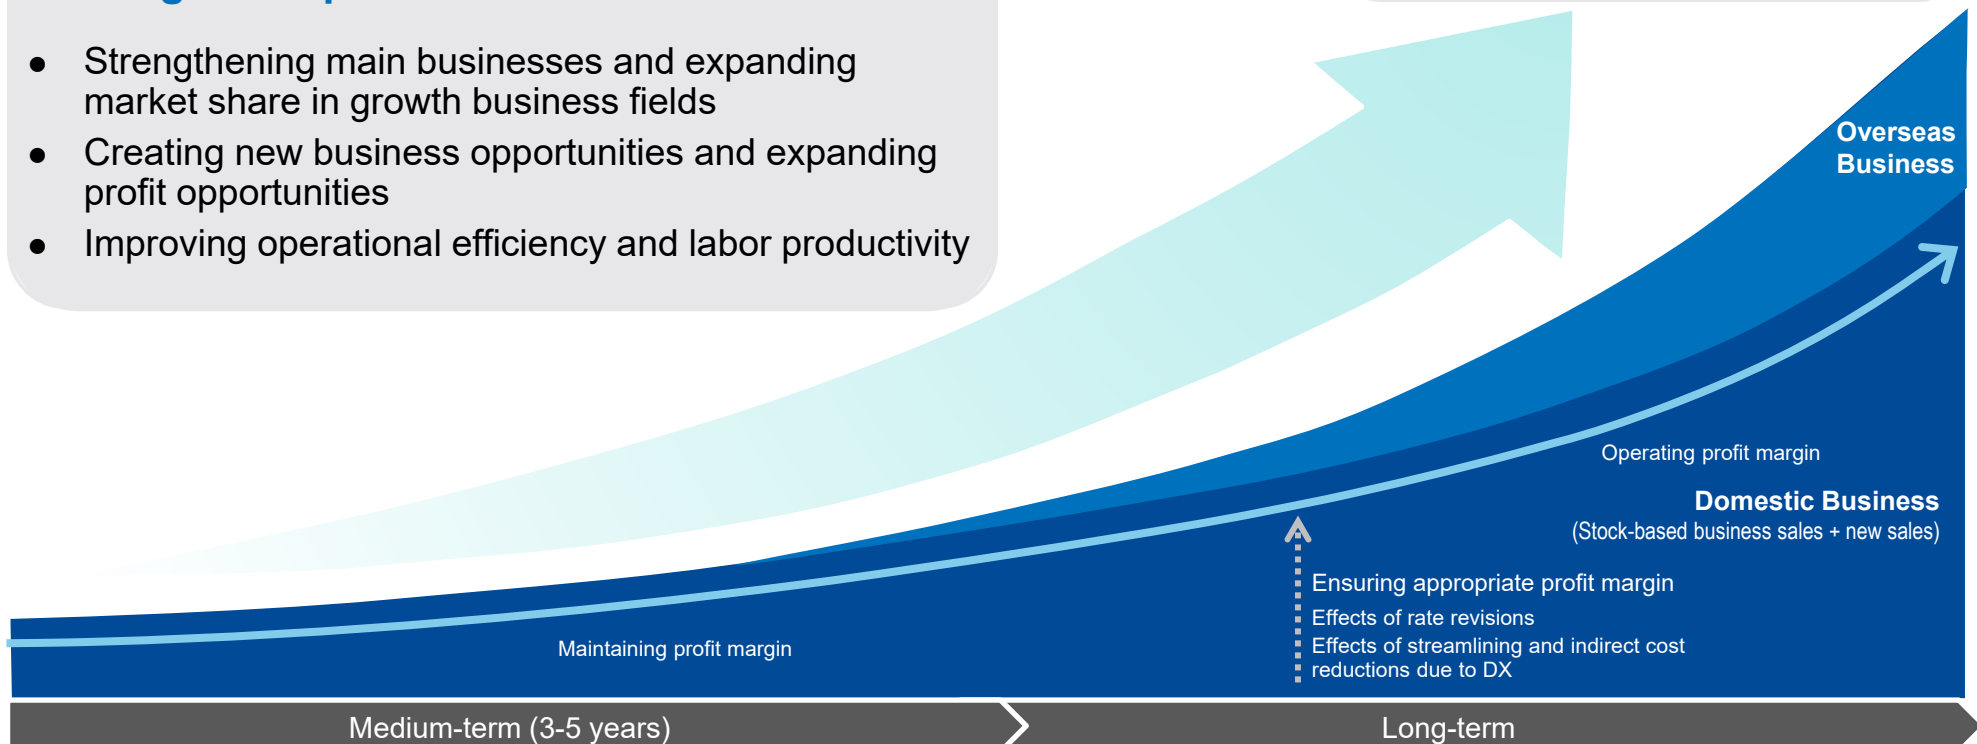 ● Strengthening main businesses and expanding
market share in growth business fields
● Creating new business opportunities and expanding
profit opportunities
● Improving operational efficiency and labor productivity
Overseas
Business
Operating profit margin
Domestic Business
(Stock-based business sales + new sales)
Ensuring appropriate profit margin
Effects of rate revisions
Effects of streamlining and indirect cost
reductions due to DX
Maintaining profit margin
Medium-term (3-5 years)
Long-term